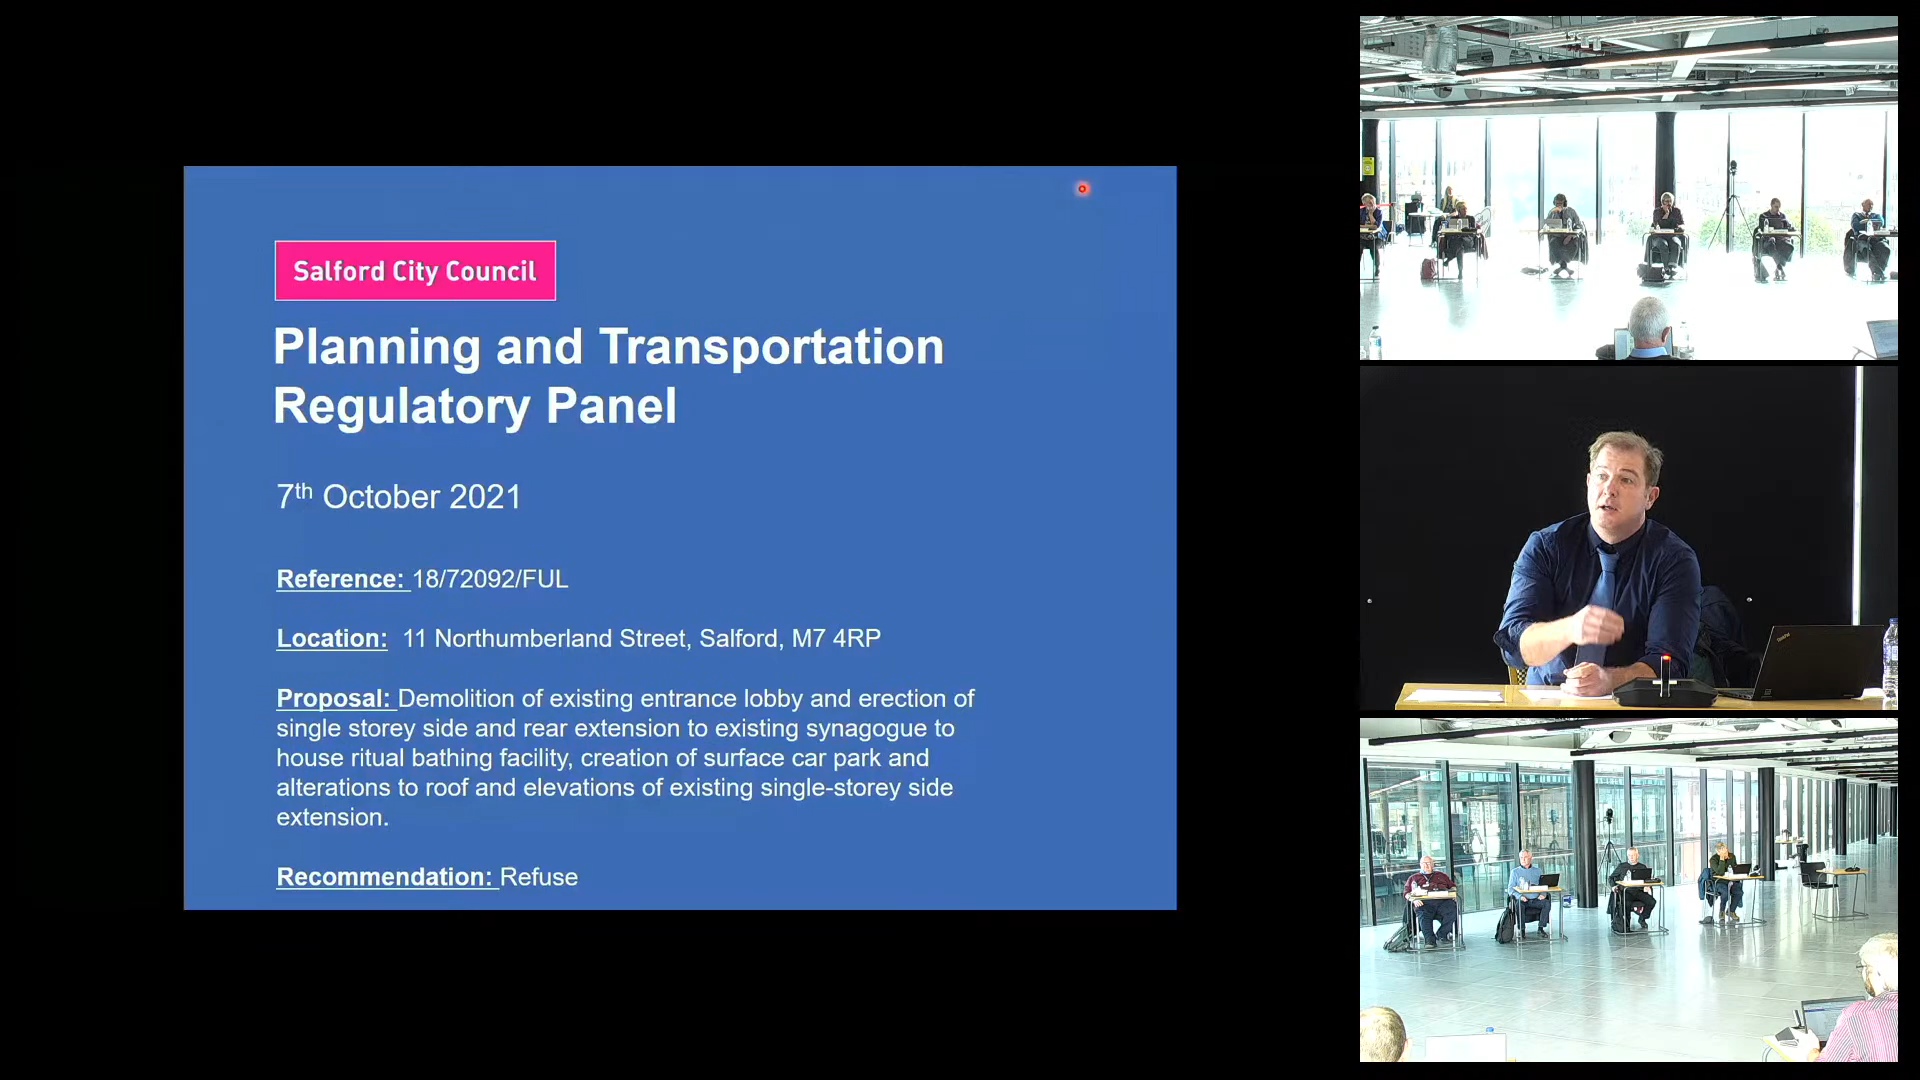 Salford City Council
Planning and Transportation
Regulatory Panel
7th October 2021
Reference: 18/72092/FUL
Location: 11 Northumberland Street, Salford, M7 4RP
Proposal: Demolition of existing entrance lobby and erection of
single storey side and rear extension to existing synagogue to
house ritual bathing facility, creation of surface car park and
alterations to roof and elevations of existing single-storey side
extension.
Recommendation: Refuse
ThinkPad